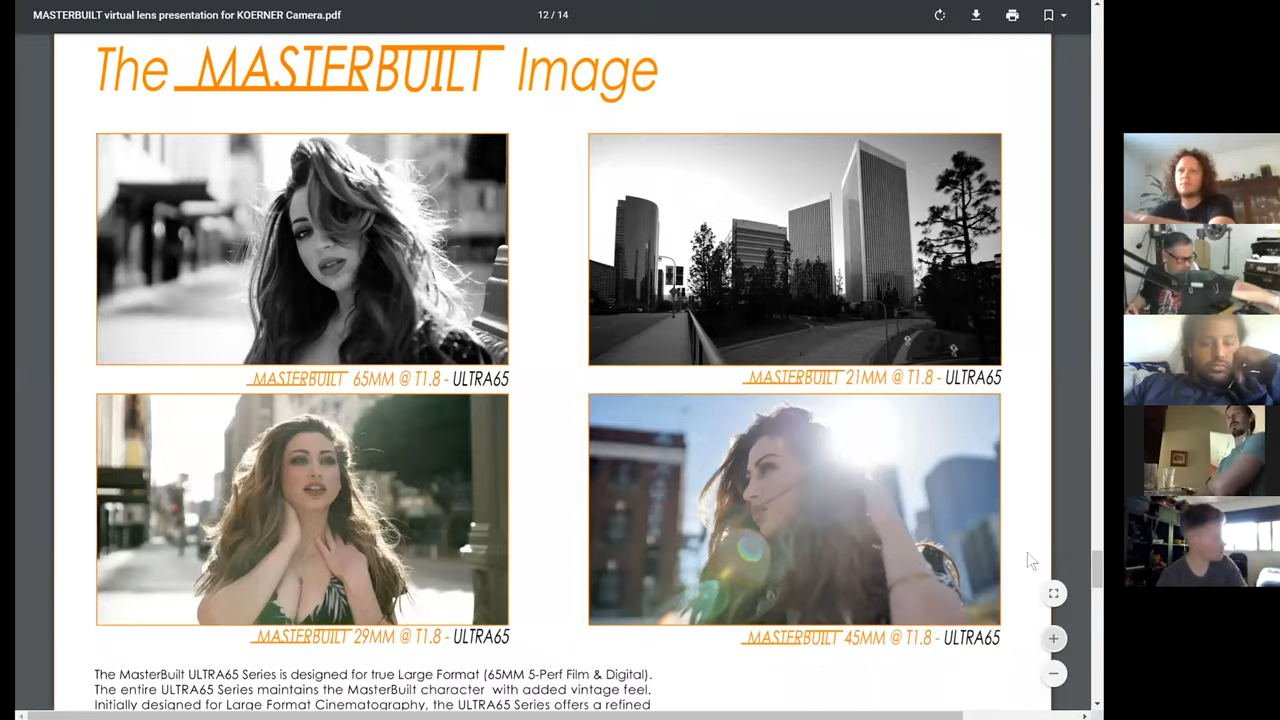 MASTERBUILT virtual lens presentation for KOERNER Camera.pdf
12 / 14
The MASTERBUILT Image
MASTERBUILT 65MM @ T1.8 - ULTRA65
MASTERBUILT 21MM @ T1.8 - ULTRA65
MASTERBUILT 29MM @ T1.8 - ULTRA65
MASTERBUILT 45MM @ T1.8 - ULTRA65
The MasterBuilt ULTRA65 Series is designed for true Large Format (65MM 5-Perf Film & Digital).
The entire ULTRA65 Series maintains the MasterBuilt character with added vintage feel.
Initially designed for Large Format Cinematography, the ULTRA65 Series offers a refined